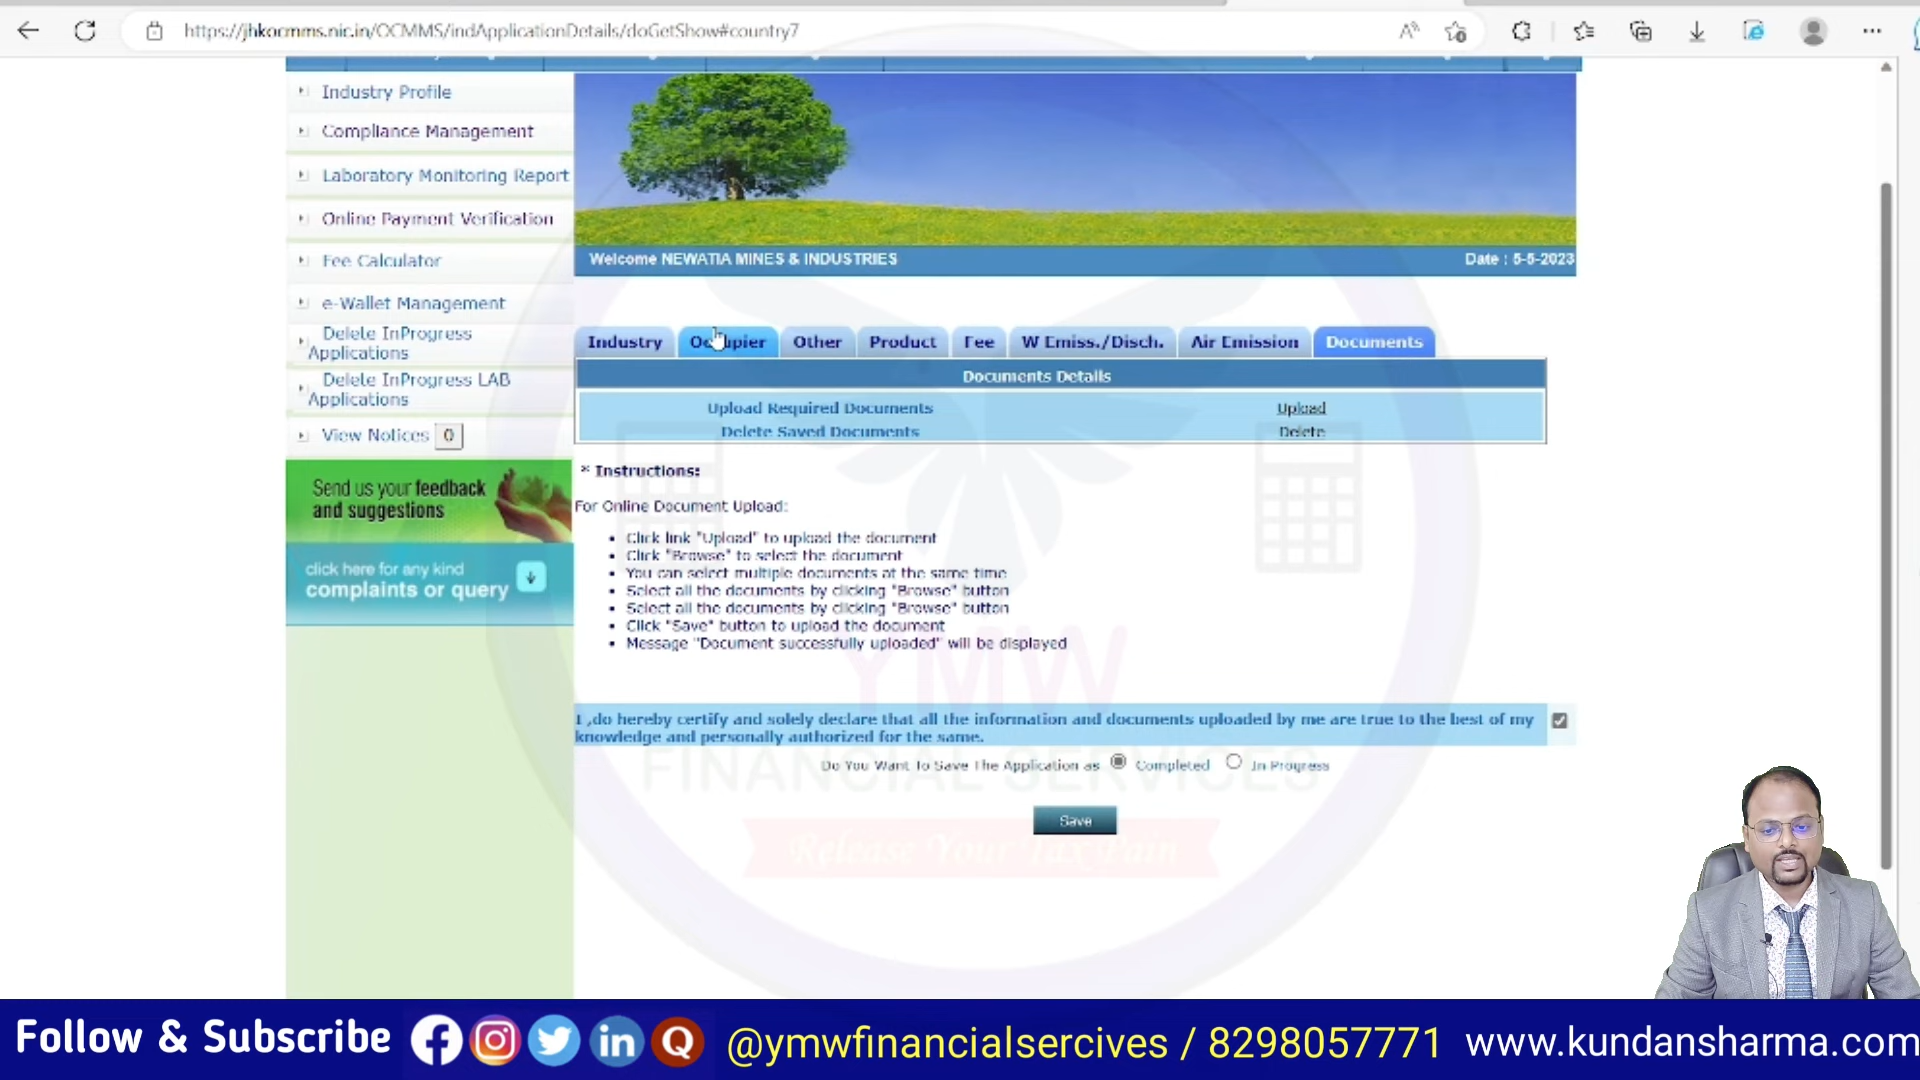 https://jhkocmms.nic.in/OCMMS/indApplicationDetails/doGetShow#country7
Industry Profile
Compliance Management
Laboratory Monitoring Report
Online Payment Verification
Fee Calculator
e-Wallet Management
Delete InProgress
Applications
Delete InProgress LAB
Applications
View Notices 0
Send us your feedback
and suggestions
click here for any kind
complaints or query
Welcome NEWATIA MINES & INDUSTRIES
Date : 5-5-2023
Industry Occupier Other Product Fee W Emiss./Disch. Air Emission Documents
Documents Details
Upload Required Documents Upload
Delete Saved Documents Delete
* Instructions:
For Online Document Upload:
• Click link "Upload" to upload the document
• Click "Browse" to select the document
• You can select multiple documents at the same time
• Select all the documents by clicking "Browse" button
• Select all the documents by clicking "Browse" button
• Click "Save" button to upload the document
• Message "Document successfully uploaded" will be displayed
YMW
I ,do hereby certify and solely declare that all the information and documents uploaded by me are true to the best of my
knowledge and personally authorized for the same.
Do You Want To Save The Application as Completed In Progress
FINANCIAL SERVICES
Save
Release Your Tax Pain
Follow & Subscribe @ymwfinancialsercives / 8298057771 www.kundansharma.com